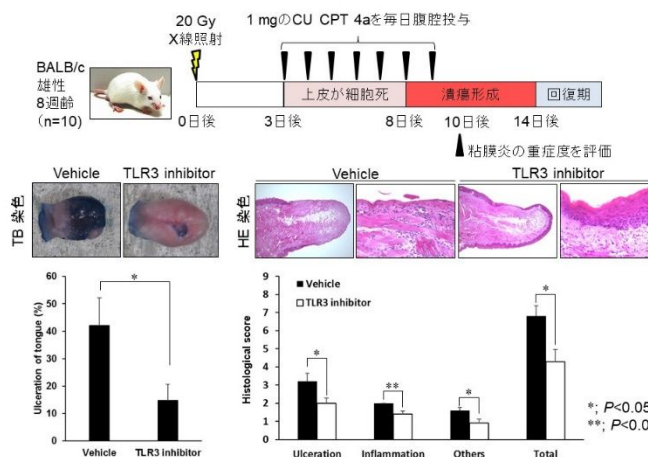 20 Gy
X線照射
1 mgのCU CPT 4aを毎日腹腔投与
BALB/c
雄性
8週齢
(n=10)
上皮が細胞死
潰瘍形成
回復期
0日後
3日後
8日後
10日後
14日後
粘膜炎の重症度を評価
Vehicle
TLR3 inhibitor
TB 染色
Vehicle
TLR3 inhibitor
HE 染色
Ulceration of tongue (%)
60
50
40
30
20
10
0
*
Vehicle
TLR3 inhibitor
Histological score
9
8
7
6
5
4
3
2
1
0
Vehicle
TLR3 inhibitor
*
**
*
*
Ulceration
Inflammation
Others
Total
*; P<0.05
**; P<0.0